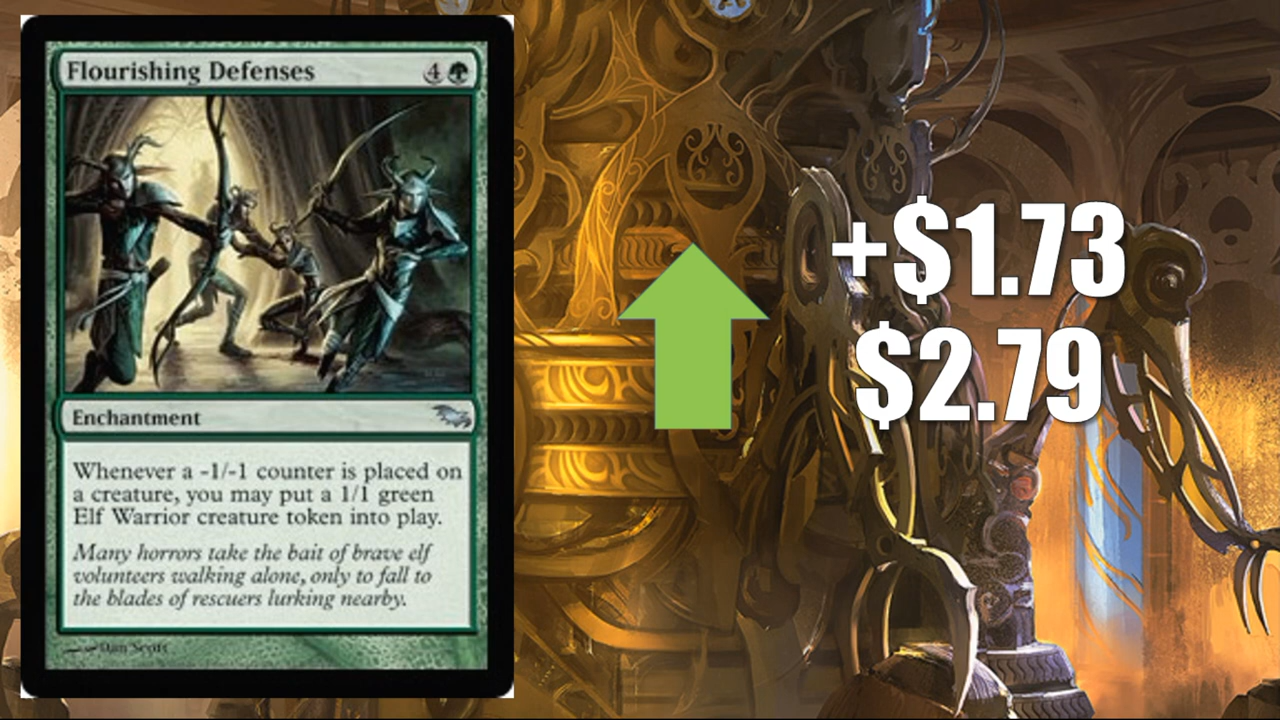 Flourishing Defenses 4
+$1.73
$2.79
Enchantment
Whenever a -1/-1 counter is placed on
a creature, you may put a 1/1 green
Elf Warrior creature token into play.
Many horrors take the bait of brave elf
volunteers walking alone, only to fall to
the blades of rescuers lurking nearby.
Dan Scott